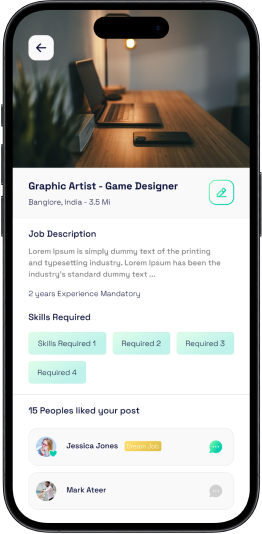 Graphic Artist - Game Designer
Banglore, India - 3.5 Mi
Job Description
Lorem Ipsum is simply dummy text of the printing
and typesetting industry. Lorem Ipsum has been the
industry's standard dummy text ...
2 years Experience Mandatory
Skills Required
Skills Required 1 Required 2 Required 3
Required 4
15 Peoples liked your post
Jessica Jones Dream Job
Mark Ateer